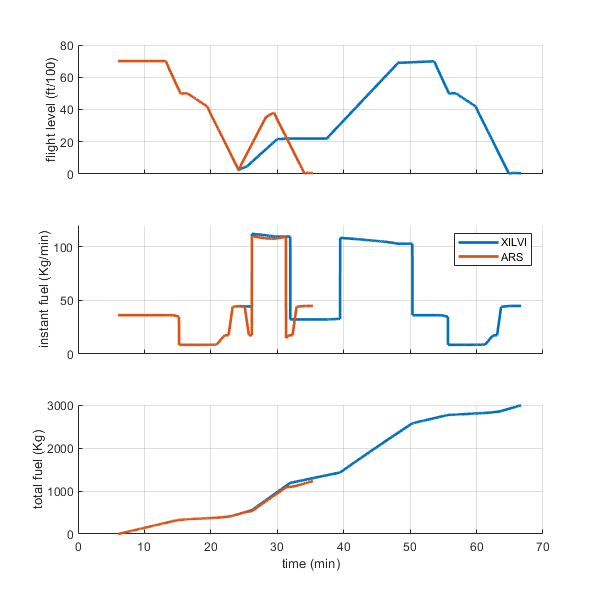 80
60
40
20
0
flight level (ft/100)
100
50
0
instant fuel (Kg/min)
XILVI
ARS
3000
2000
1000
0
total fuel (Kg)
0 10 20 30 40 50 60 70
time (min)